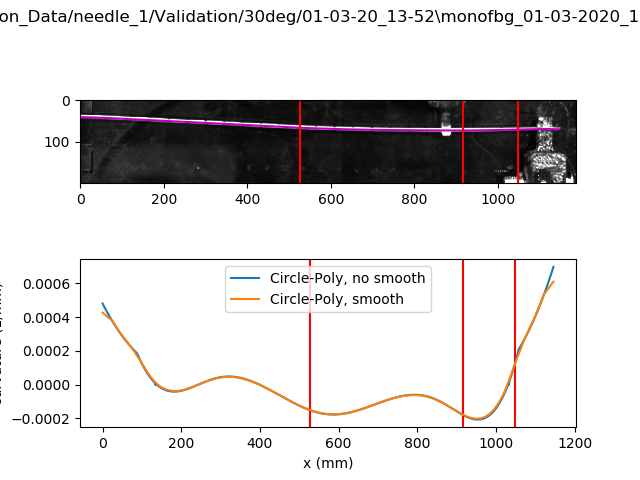 on_Data/needle_1/Validation/30deg/01-03-20_13-52\monofbg_01-03-2020_1
0
100
0 200 400 600 800 1000
Circle-Poly, no smooth
Circle-Poly, smooth
0.0006
0.0004
0.0002
0.0000
−0.0002
0 200 400 600 800 1000 1200
x (mm)